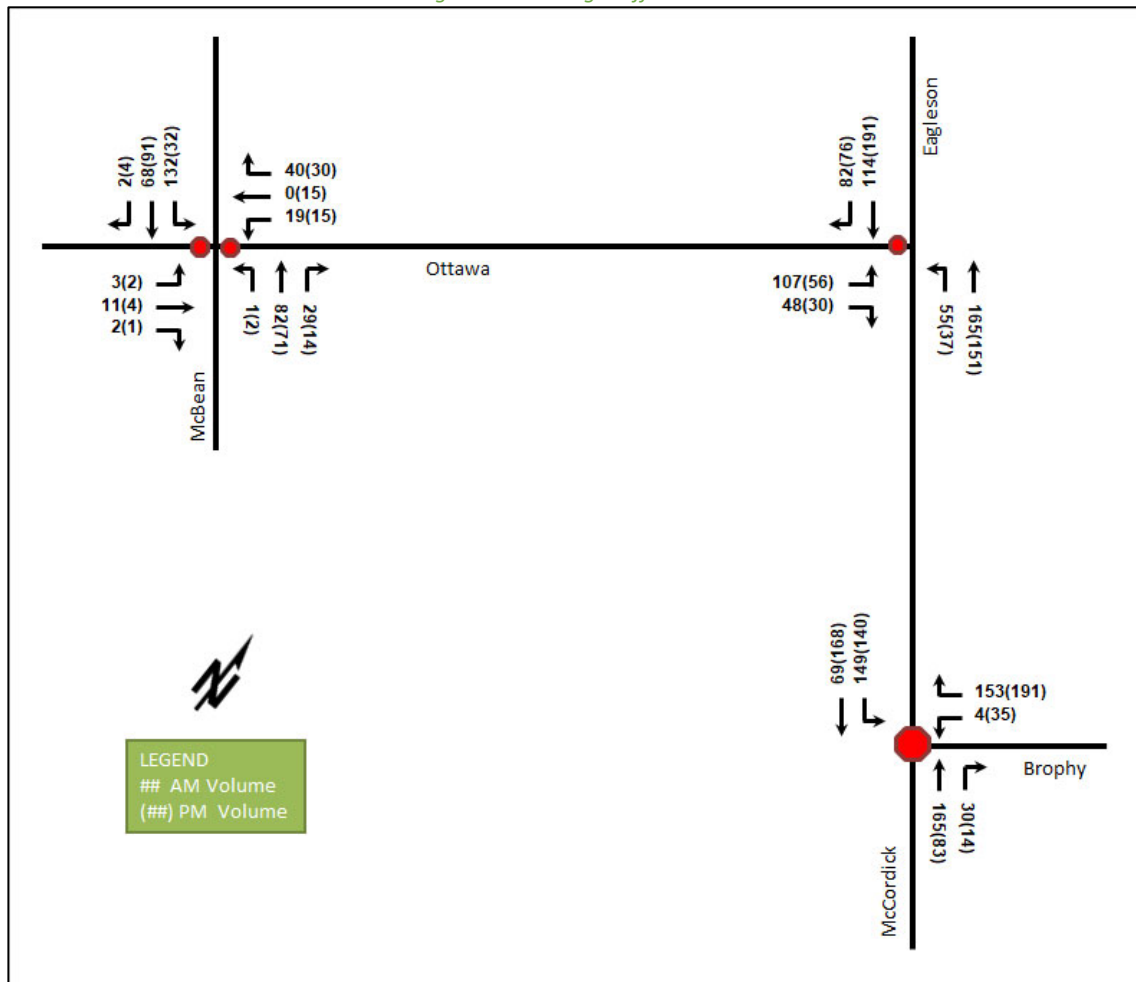 Eagleson
2(4)
68(91)
132(32)
40(30)
0(15)
19(15)
82(76)
114(191)
Ottawa
3(2)
11(4)
2(1)
1(2)
82(71)
29(14)
107(56)
48(30)
55(37)
165(151)
McBean
69(168)
149(140)
153(191)
4(35)
N
LEGEND
## AM Volume
(##) PM Volume
Brophy
165(83)
30(14)
McCordick